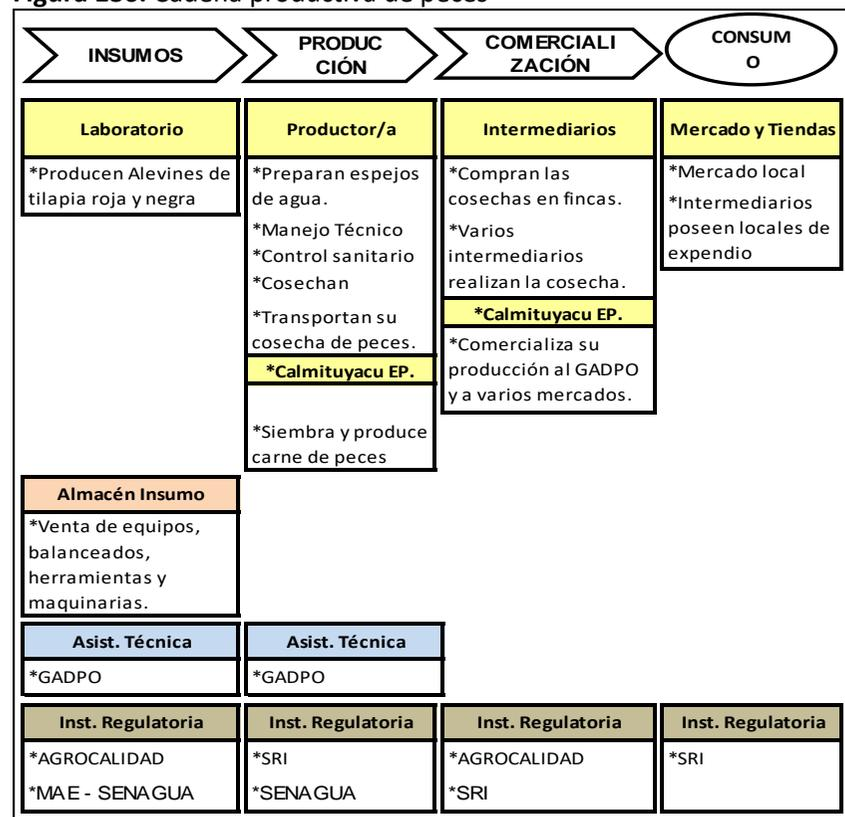 Cadena productiva de peces
INSUMOS
PRODUC
CIÓN
COMERCIALI
ZACIÓN
CONSUM
O
Laboratorio
*Producen Alevines de
tilapia roja y negra
Productor/a
*Preparan espejos
de agua.
*Manejo Técnico
*Control sanitario
*Cosechan
*Transportan su
cosecha de peces.
*Calmituyacu EP.
*Siembra y produce
carne de peces
Intermediarios
*Compran las
cosechas en fincas.
*Varios
intermediarios
realizan la cosecha.
*Calmituyacu EP.
*Comercializa su
producción al GADPO
y a varios mercados.
Mercado y Tiendas
*Mercado local
*Intermediarios
poseen locales de
expendio
Almacén Insumo
*Venta de equipos,
balanceados,
herramientas y
maquinarias.
Asist. Técnica
*GADPO
Asist. Técnica
*GADPO
Inst. Regulatoria
*AGROCALIDAD
*MAE - SENAGUA
Inst. Regulatoria
*SRI
*SENAGUA
Inst. Regulatoria
*AGROCALIDAD
*SRI
Inst. Regulatoria
*SRI